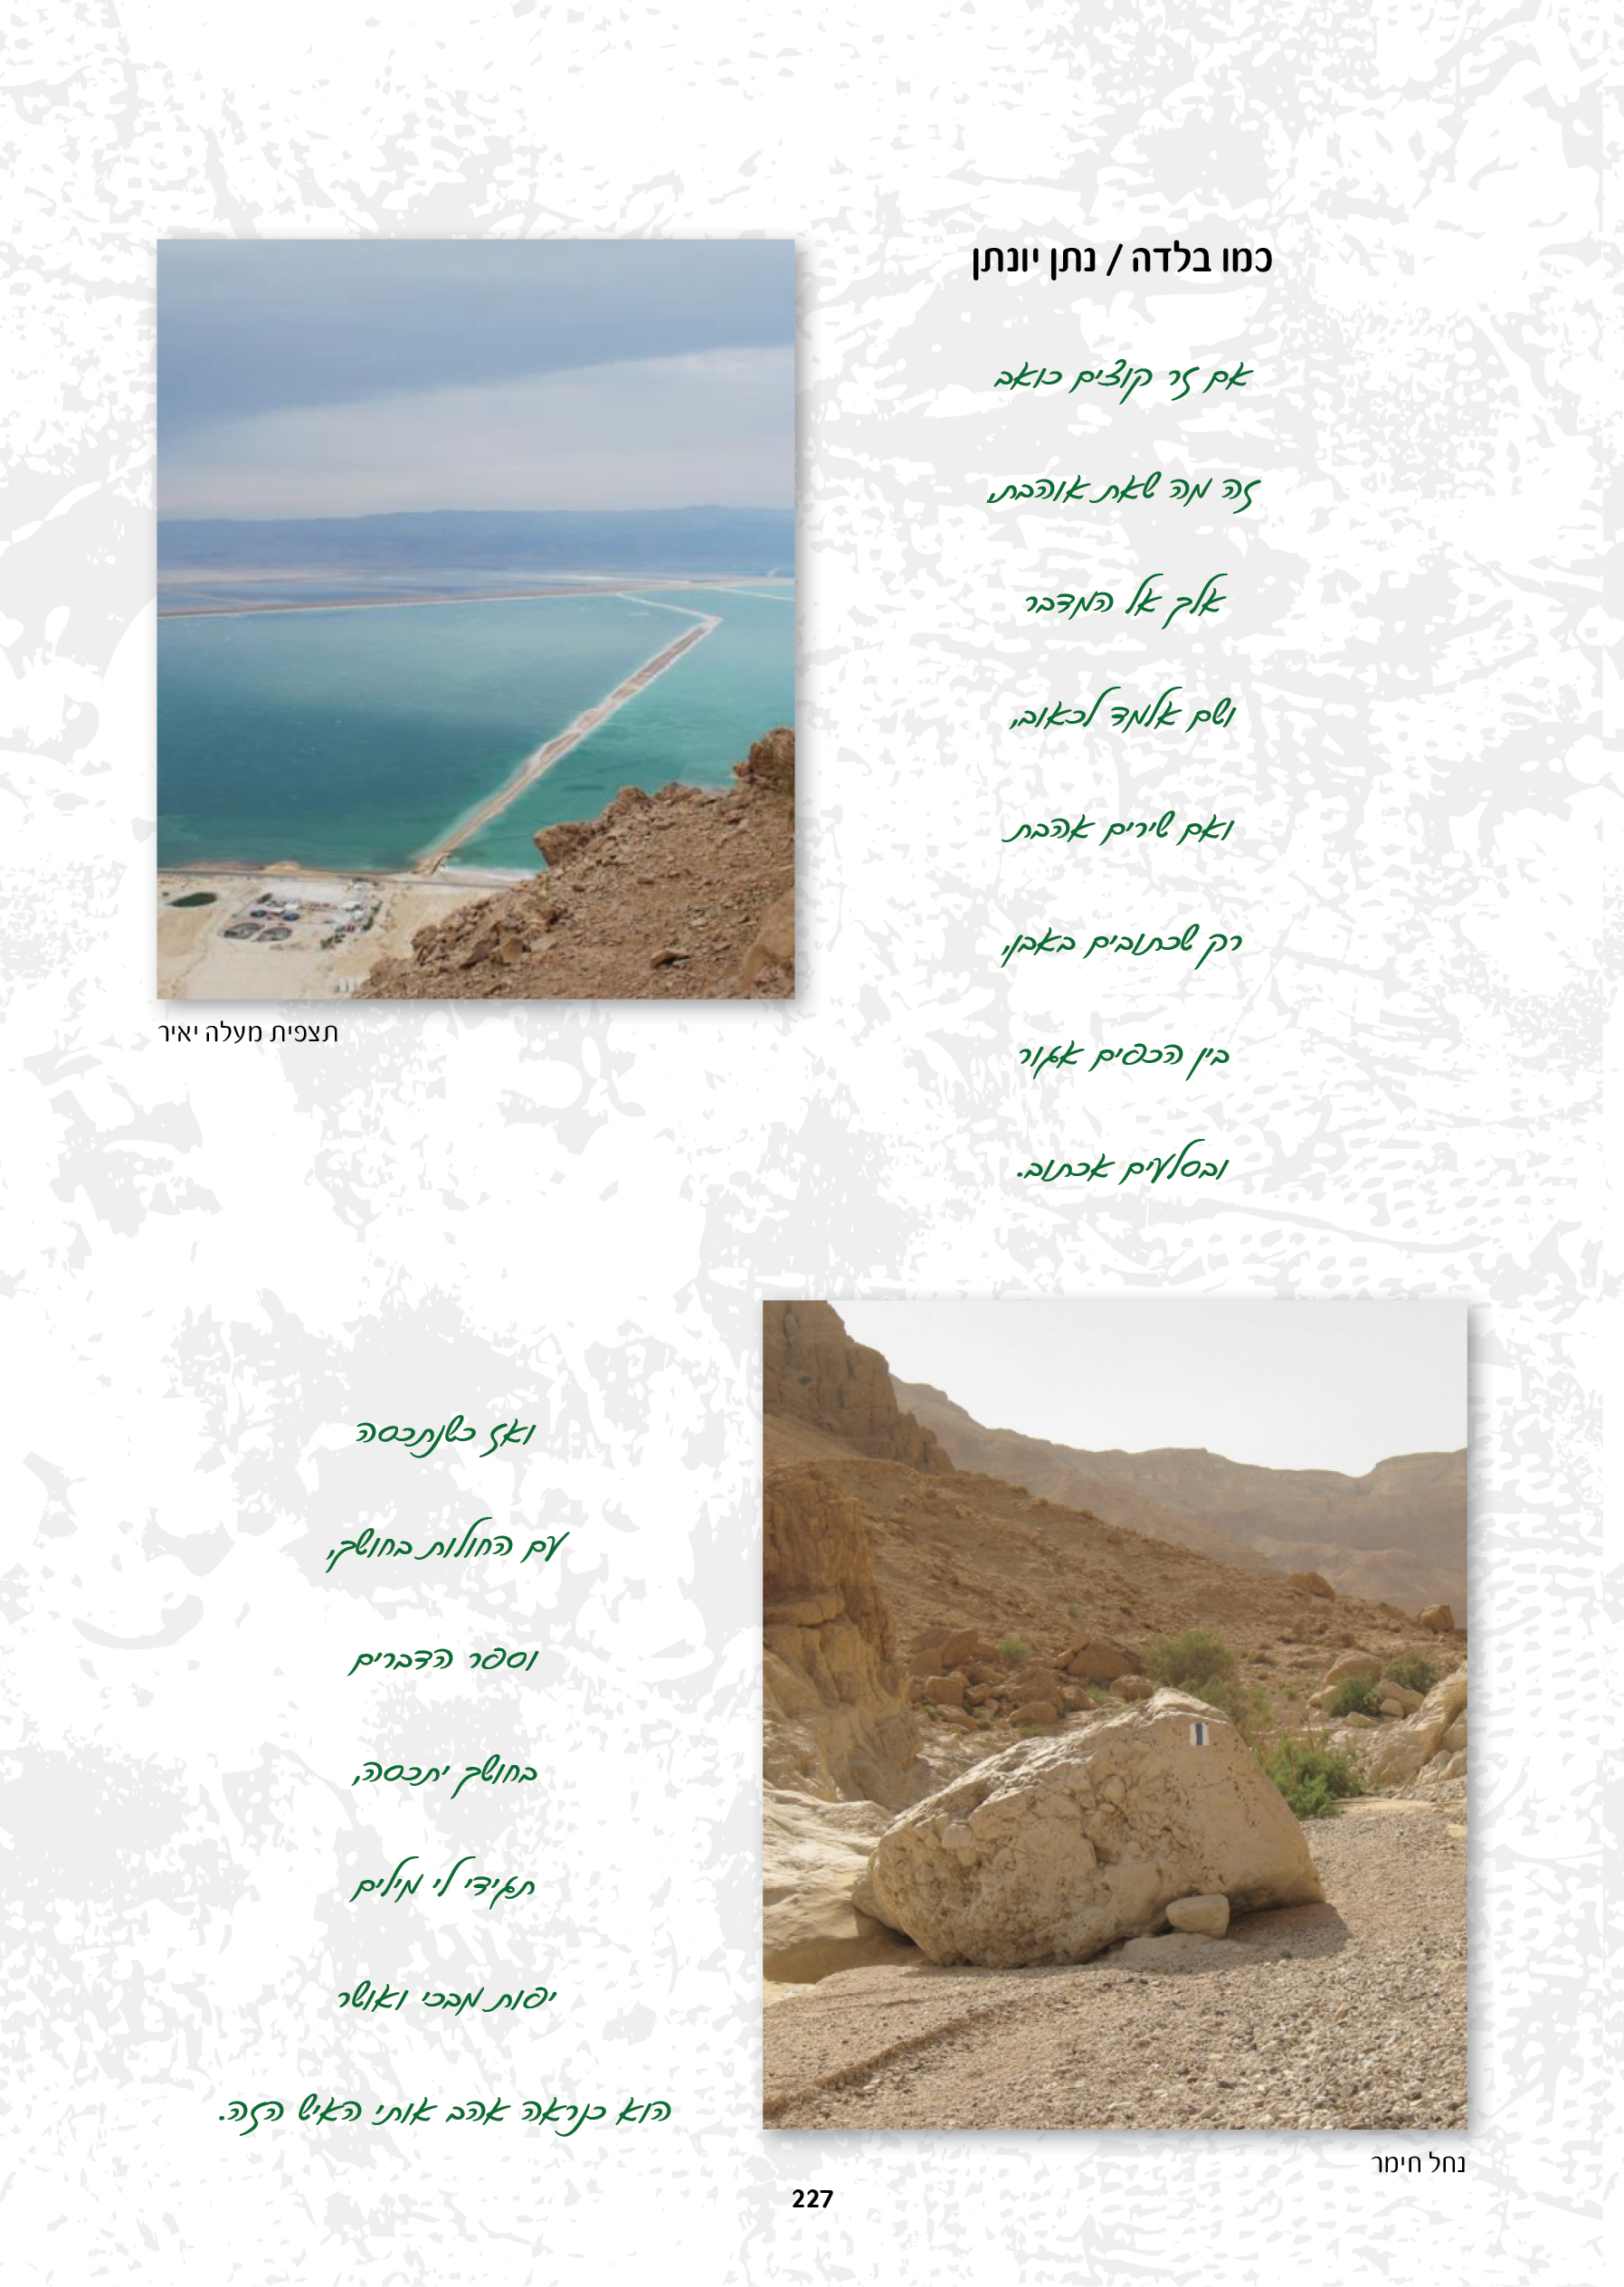 כמו בלדה / נתן יונתן
אם זר קוצים כואב
זה מה שאת אוהבת,
אלך אל המדבר
ושם אלמד לכאוב,
ואם שירים אהבת
רק שכתובים באבן,
בין הכפים אגור
ובסלעים אכתוב.
תצפית מעלה יאיר
ואז כשנתכסה
עם החולות בחושך,
וספר הדברים
בחושך יתכסה,
תגידי לי מילים
יפות מבכי ואושר
הוא כנראה אהב אותי האיש הזה.
נחל חימר
227